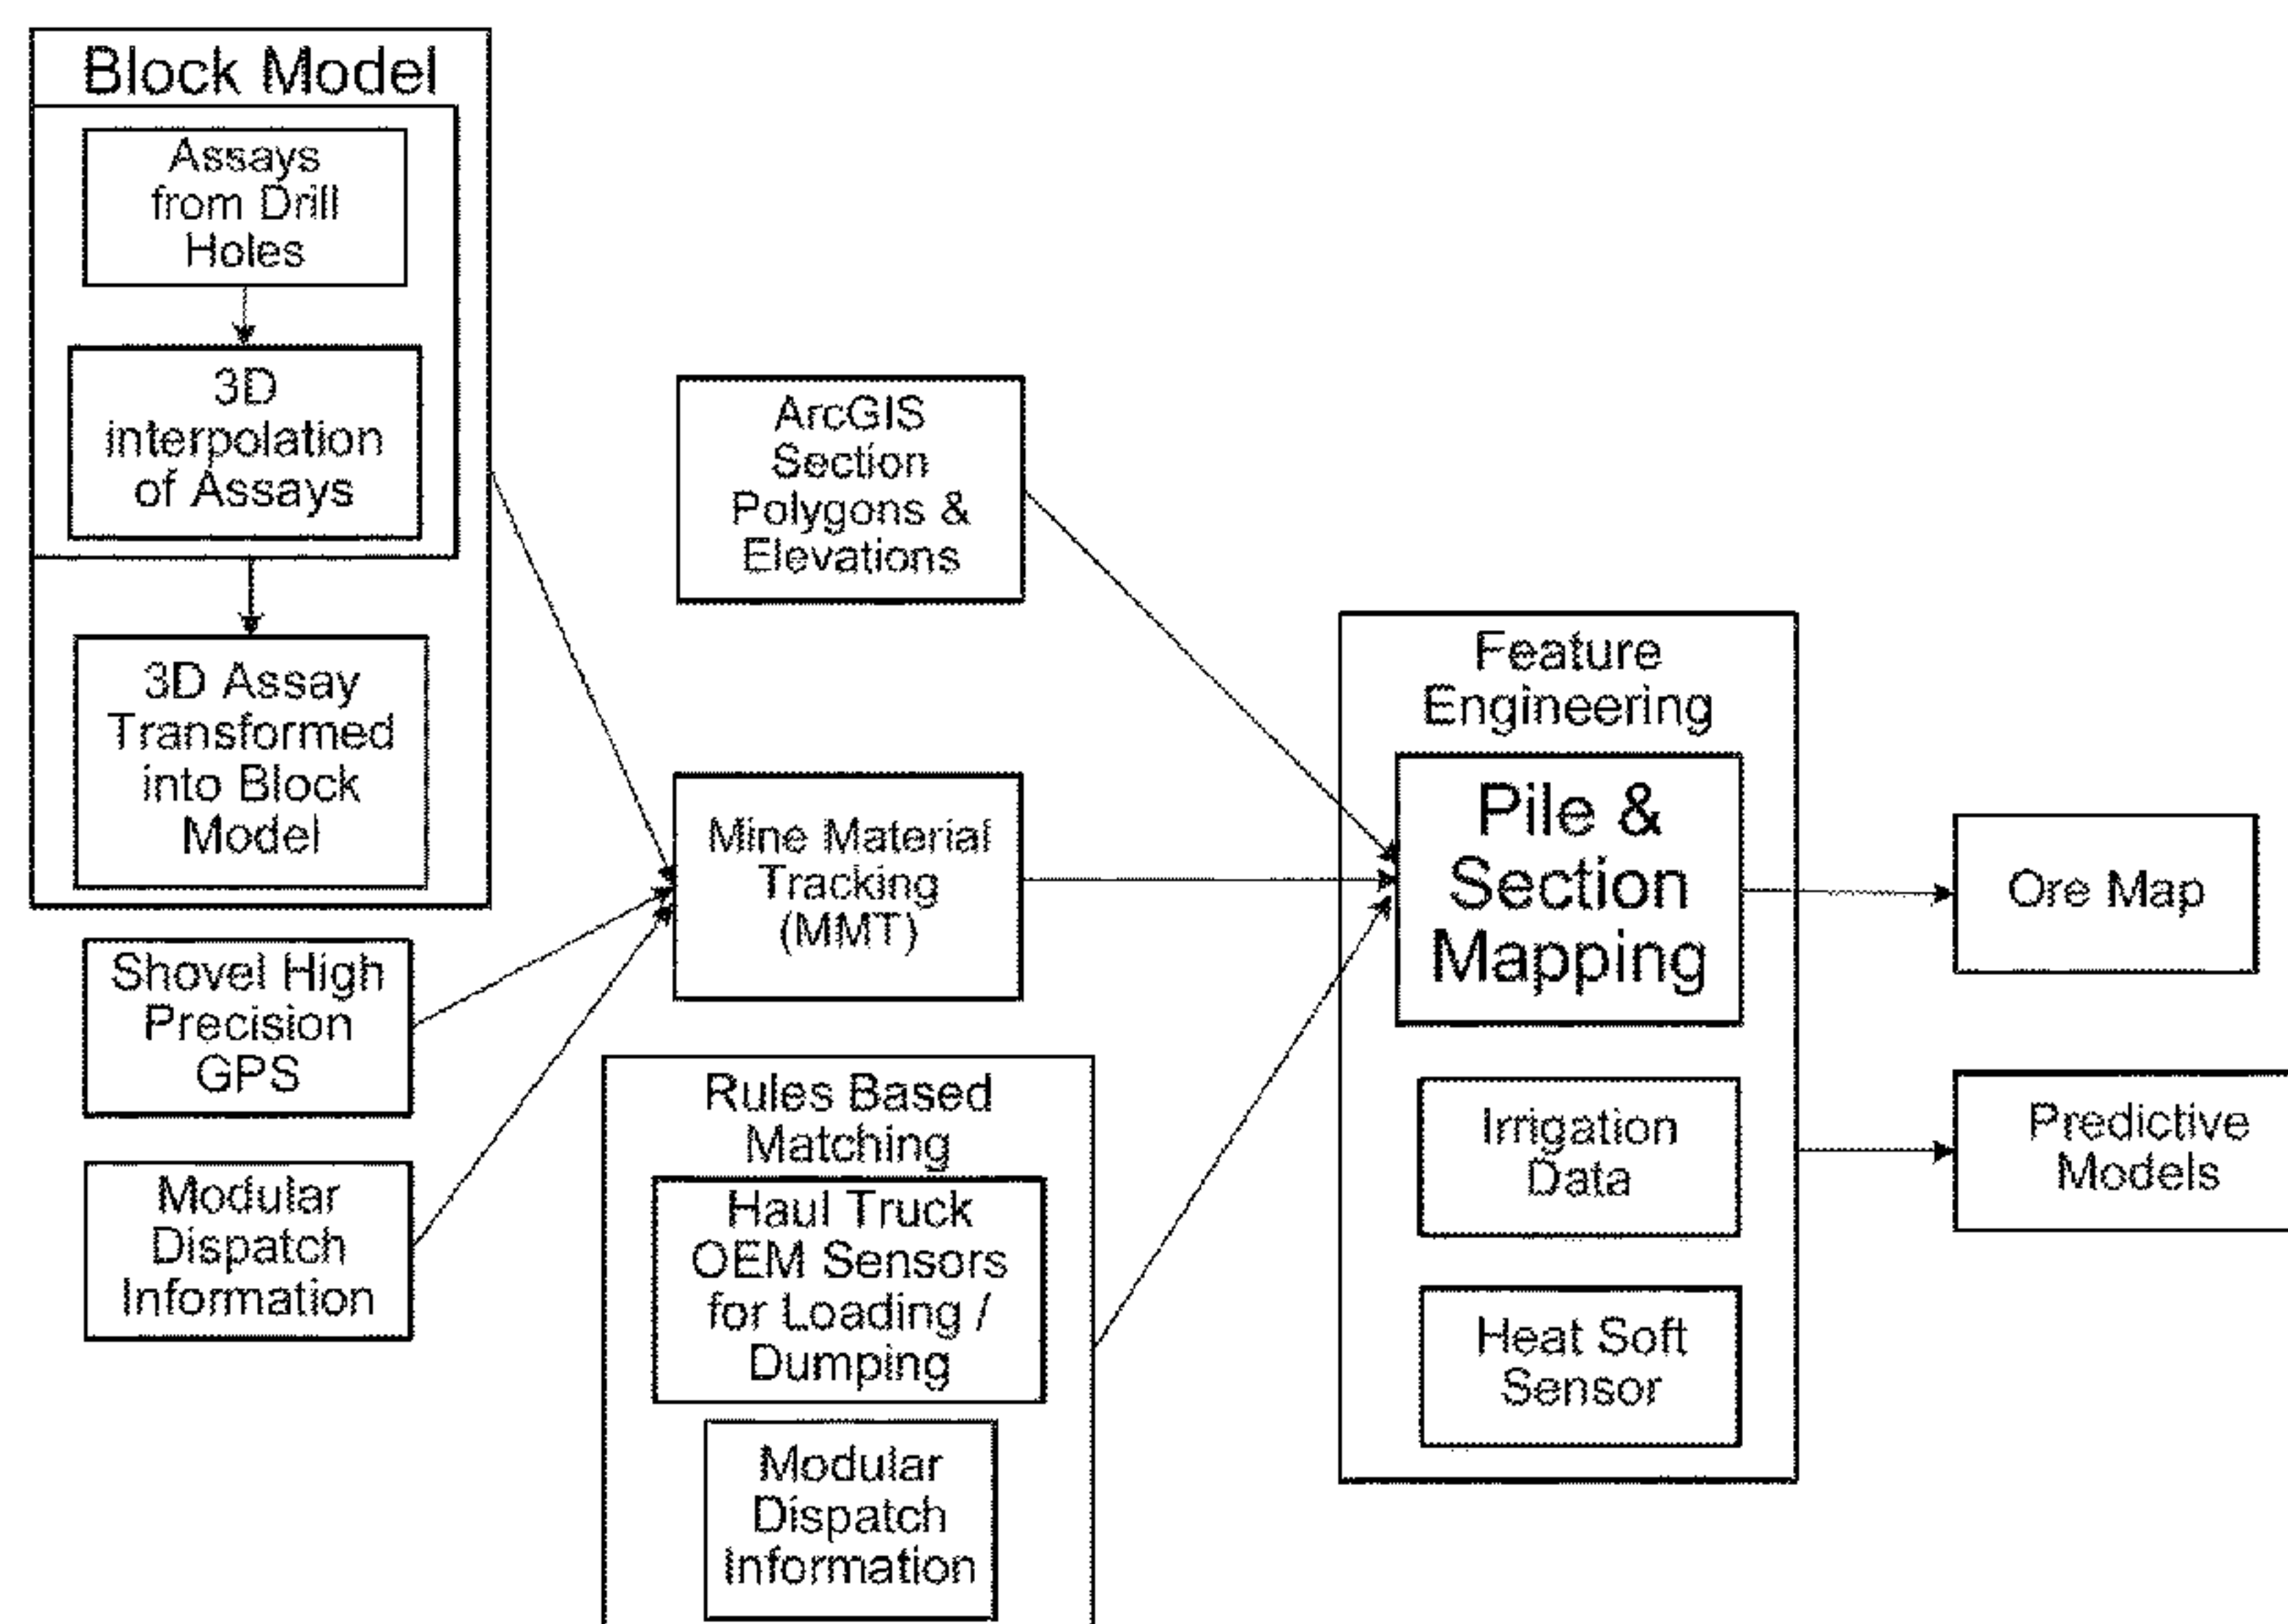 Block Model
Assays
from Drill
Holes
3D
interpolation
of Assays
3D Assay
Transformed
into Block
Model
Shovel High
Precision
GPS
Modular
Dispatch
Information
ArcGIS
Section
Polygons &
Elevations
Mine Material
Tracking
(MMT)
Rules Based
Matching
Haul Truck
OEM Sensors
for Loading /
Dumping
Modular
Dispatch
Information
Feature
Engineering
Pile &
Section
Mapping
Irrigation
Data
Heat Soft
Sensor
Ore Map
Predictive
Models